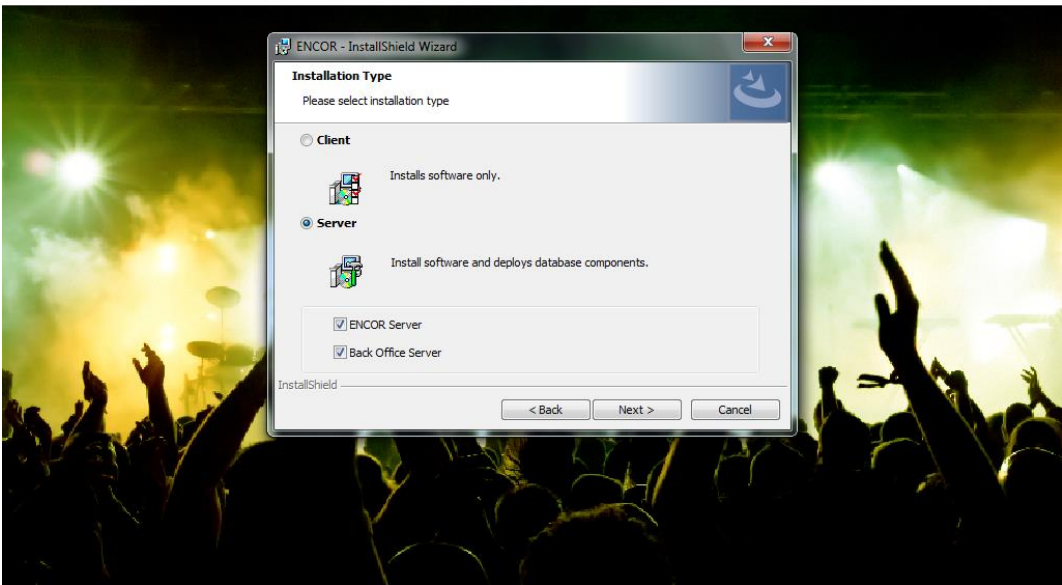 ENCOR - InstallShield Wizard
Installation Type
Please select installation type
Client
Installs software only.
Server
Install software and deploys database components.
ENCOR Server
Back Office Server
InstallShield
< Back Next > Cancel